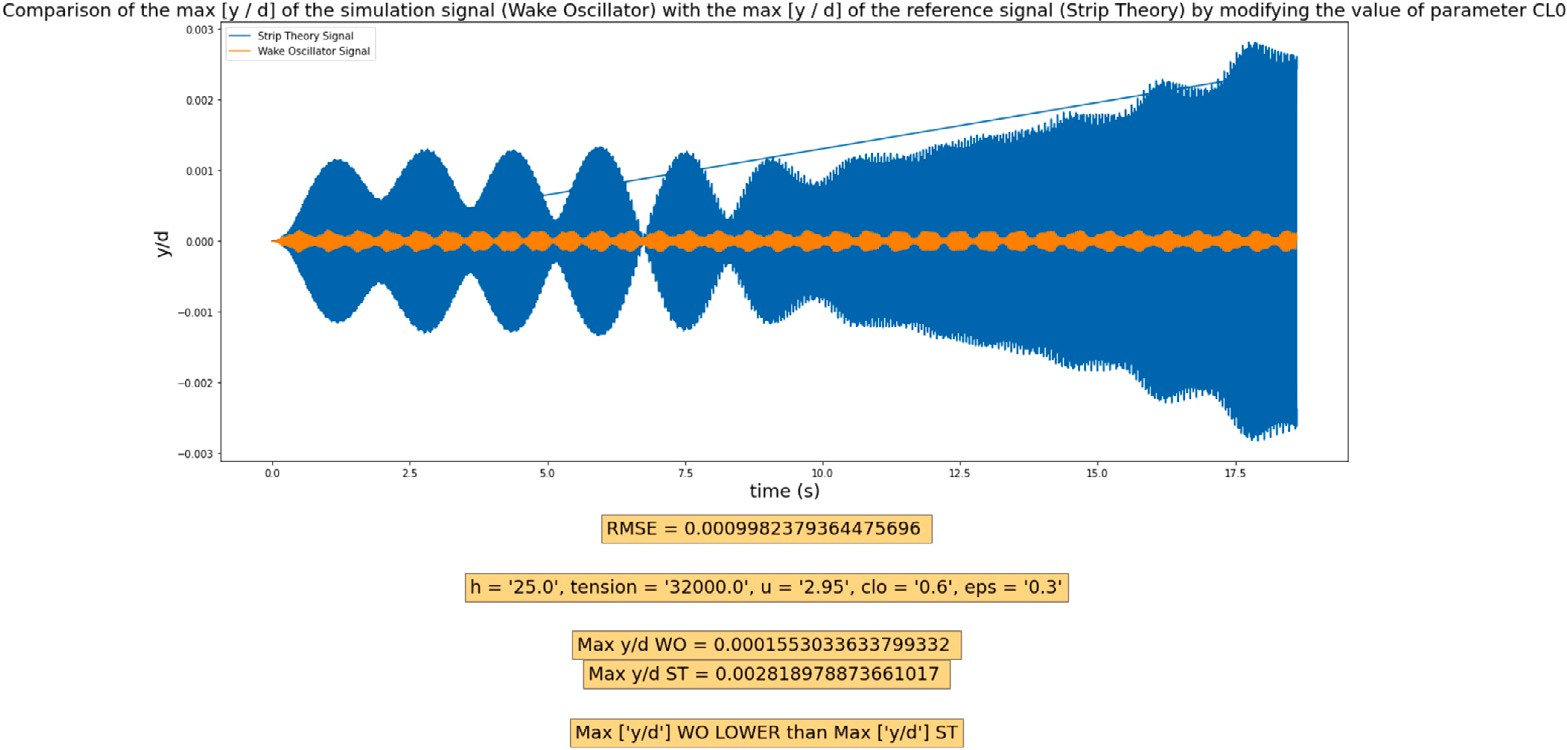 Comparison of the max [y / d] of the simulation signal (Wake Oscillator) with the max [y / d] of the reference signal (Strip Theory) by modifying the value of parameter CL0
Strip Theory Signal
Wake Oscillator Signal
0.003
0.002
0.001
0.000
−0.001
−0.002
−0.003
y/d
0.0 2.5 5.0 7.5 10.0 12.5 15.0 17.5
time (s)
RMSE = 0.0009982379364475696
h = '25.0', tension = '32000.0', u = '2.95', clo = '0.6', eps = '0.3'
Max y/d WO = 0.0001553033633799332
Max y/d ST = 0.002818978873661017
Max ['y/d'] WO LOWER than Max ['y/d'] ST